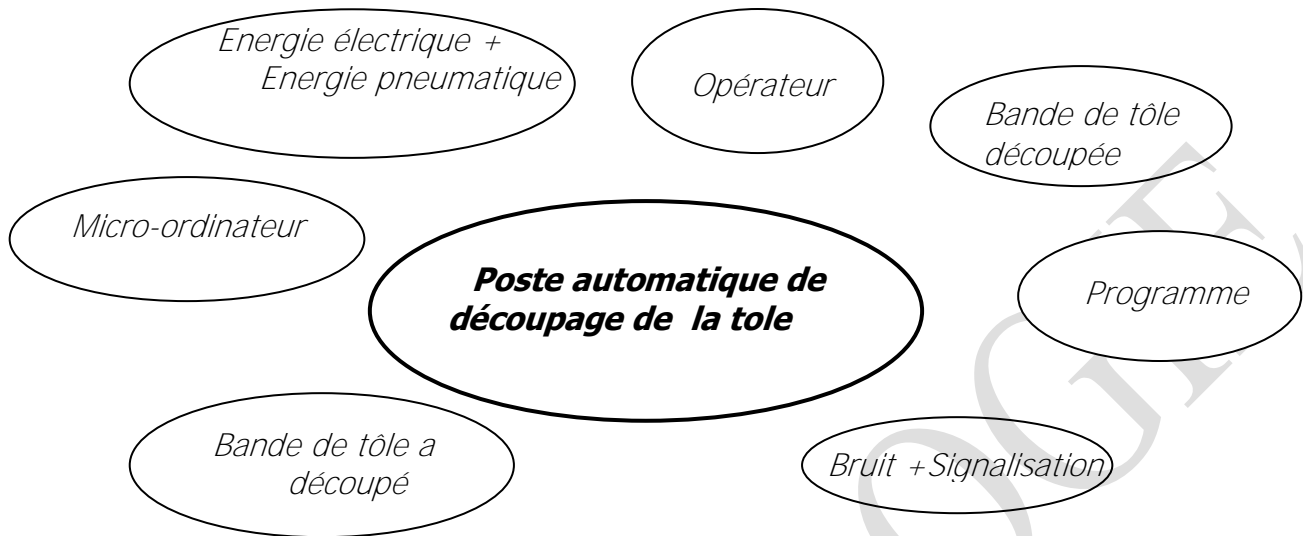 Energie électrique +
Energie pneumatique
Opérateur
Bande de tôle
découpée
Micro-ordinateur
Poste automatique de
découpage de la tole
Programme
Bande de tôle a
découpé
Bruit +Signalisation